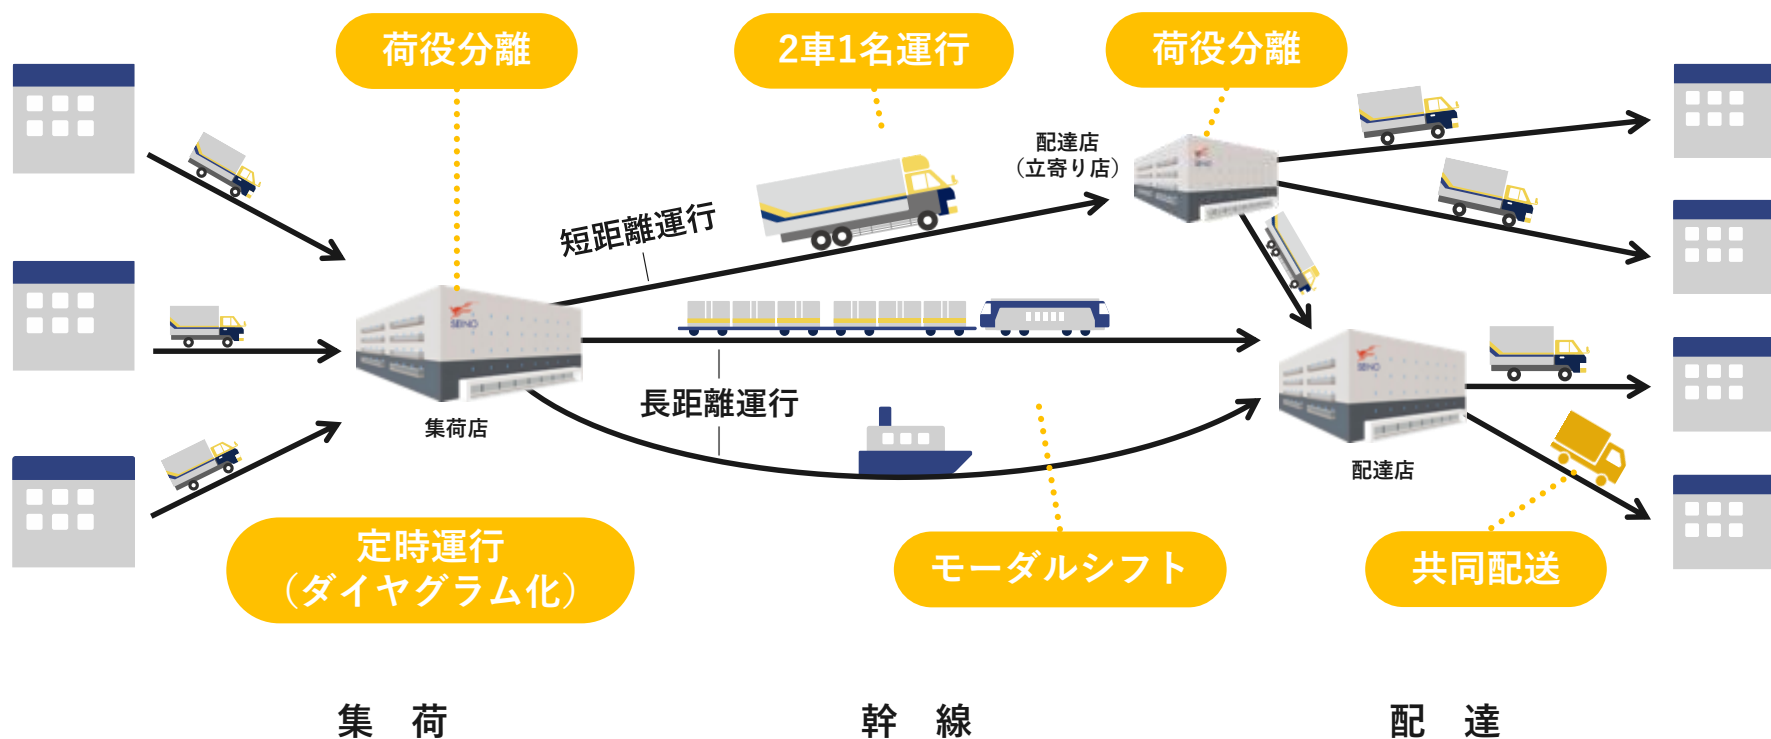 荷役分離
2車1名運行
荷役分離
配達店
（立寄り店）
SEINO
短距離運行
SEINO
長距離運行
集荷店
SEINO
配達店
定時運行
（ダイヤグラム化）
モーダルシフト
共同配送
集　荷
幹　線
配　達